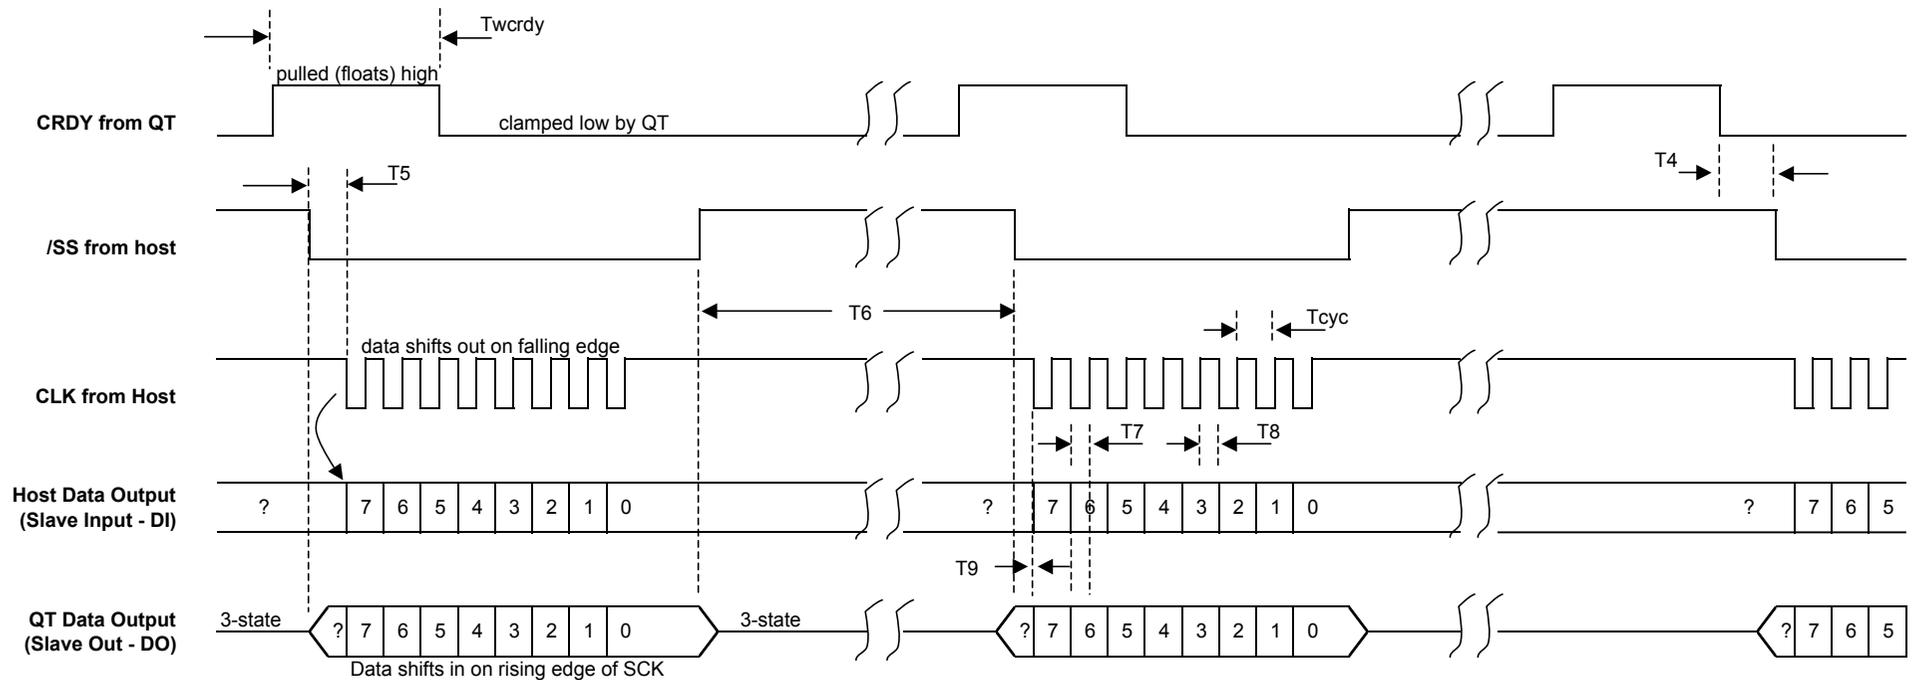 Twcrdy
pulled (floats) high
CRDY from QT
clamped low by QT
T4
T5
/SS from host
T6
Tcyc
data shifts out on falling edge
CLK from Host
T7
T8
Host Data Output
(Slave Input - DI)
? 7 6 5 4 3 2 1 0 ? 7 6 5 4 3 2 1 0 ? 7 6 5
T9
QT Data Output
(Slave Out - DO)
3-state ? 7 6 5 4 3 2 1 0 3-state ? 7 6 5 4 3 2 1 0 ? 7 6 5
Data shifts in on rising edge of SCK